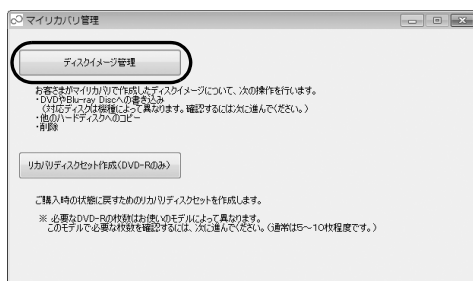 マイリカバリ管理
ディスクイメージ管理
お客さまがマイリカバリで作成したディスクイメージについて、次の操作を行います。
・DVDやBlu-ray Discへの書き込み
（対応ディスクは機種によって異なります。確認するには次に進んでください。）
・他のハードディスクへのコピー
・削除
リカバリディスクセット作成(DVD-Rのみ)
ご購入時の状態に戻すためのリカバリディスクセットを作成します。
※ 必要なDVD-Rの枚数はお使いのモデルによって異なります。
このモデルで必要な枚数を確認するには、次に進んでください。（通常は5～10枚程度です。）